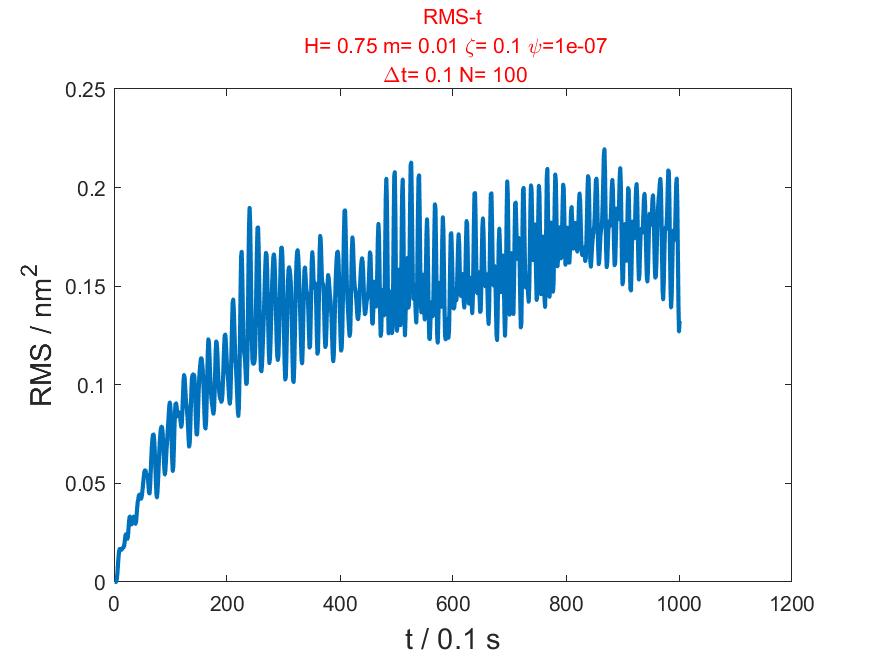 RMS-t
H= 0.75 m= 0.01 ζ= 0.1 ψ=1e-07
Δt= 0.1 N= 100
0.25
0.2
0.15
0.1
0.05
0
RMS / nm²
0 200 400 600 800 1000 1200
t / 0.1 s